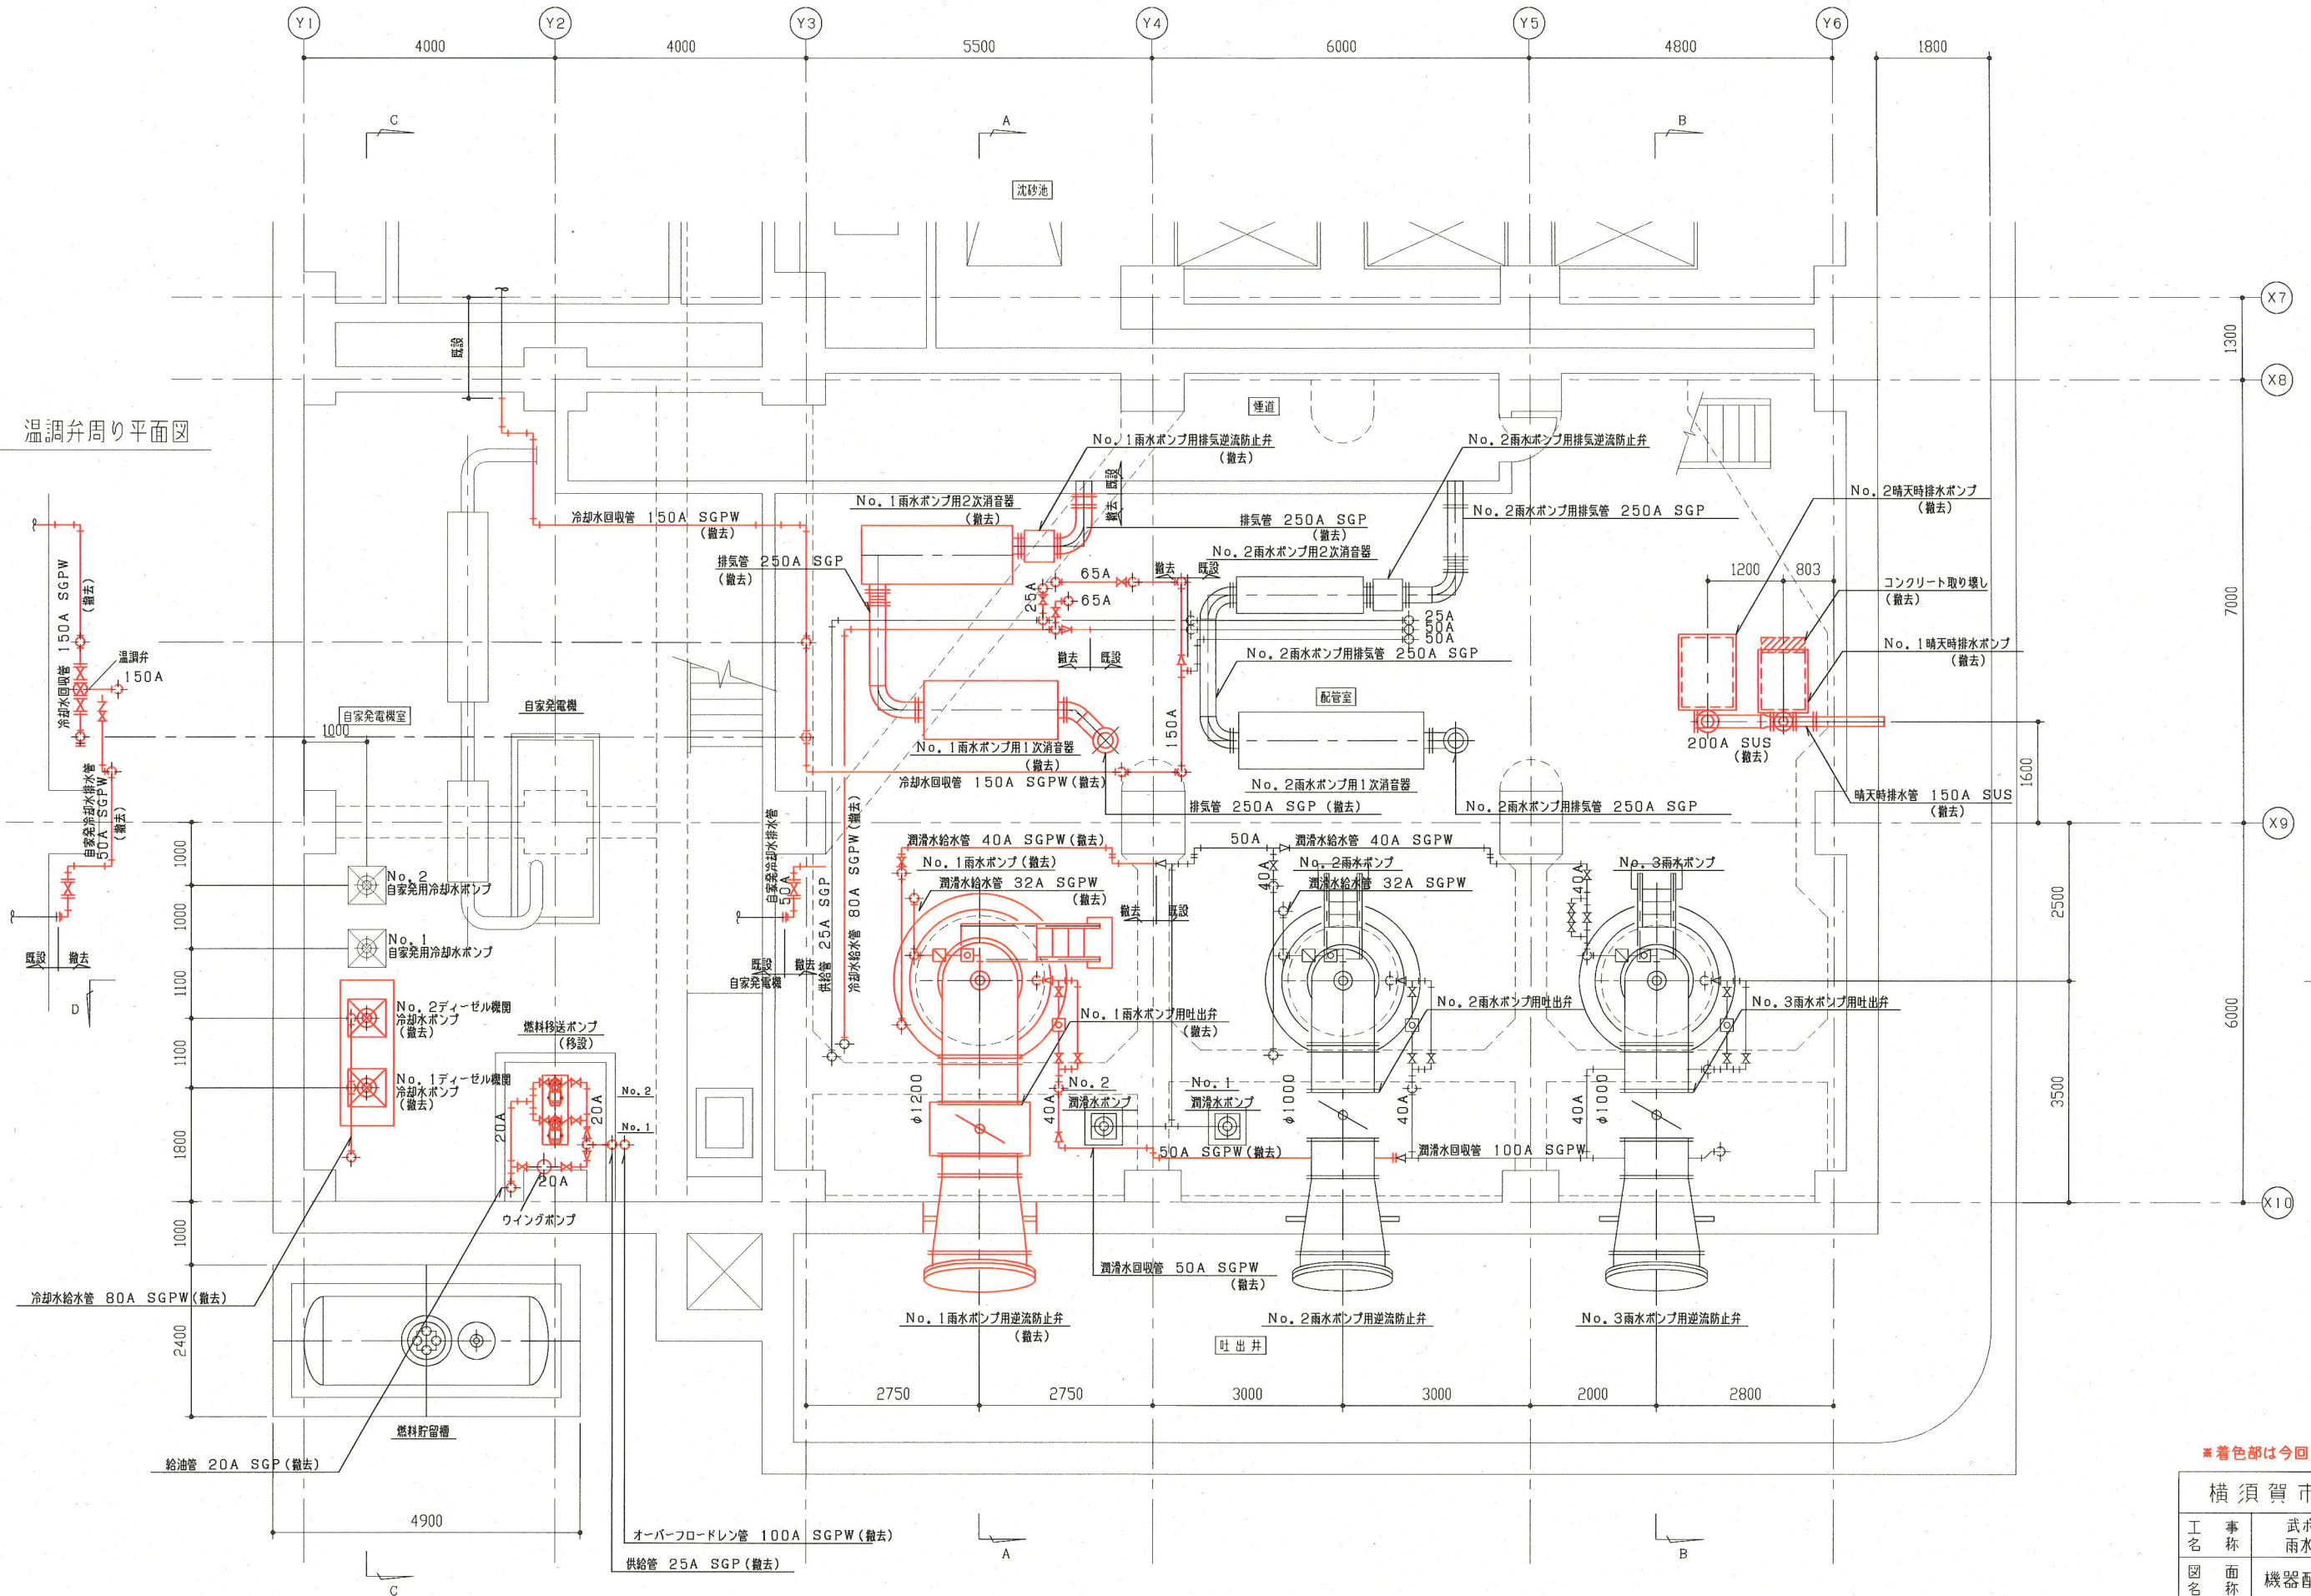 Y1
Y2
Y3
Y4
Y5
Y6
4000
4000
5500
6000
4800
1800
C
A
B
沈砂池
X7
1300
X8
既設
煙道
温調弁周り平面図
No. 1雨水ポンプ用排気逆流防止弁
(撤去)
No. 2雨水ポンプ用排気逆流防止弁
撤去 既設
No. 1雨水ポンプ用2次消音器
(撤去)
No. 2晴天時排水ポンプ
(撤去)
冷却水回収管 150A SGPW
(撤去)
排気管 250A SGP
(撤去)
No. 2雨水ポンプ用排気管 250A SGP
No. 2雨水ポンプ用2次消音器
排気管 250A SGP
(撤去)
65A
撤去 既設
25A
65A
1200
803
コンクリート取り壊し
(撤去)
7000
冷却水回収管 150A SGPW
(撤去)
25A
50A
50A
温調弁
150A
撤去 既設
No. 2雨水ポンプ用排気管 250A SGP
No. 1晴天時排水ポンプ
(撤去)
配管室
自家発電機室
自家発電機
1000
150A
No. 1雨水ポンプ用1次消音器
(撤去)
200A SUS
(撤去)
1600
冷却水回収管 150A SGPW(撤去)
No. 2雨水ポンプ用1次消音器
自家発冷却水排水管
50A SGPW
(撤去)
排気管 250A SGP (撤去)
No. 2雨水ポンプ用排気管 250A SGP
晴天時排水管 150A SUS
(撤去)
X9
自家発冷却水排水管
50A
供給管 25A SGP
冷却水給水管 80A SGPW(撤去)
潤滑水給水管 40A SGPW(撤去)
50A
潤滑水給水管 40A SGPW
1000
No. 1雨水ポンプ(撤去)
No. 2雨水ポンプ
No. 3雨水ポンプ
40A
40A
No. 2
自家発用冷却水ポンプ
潤滑水給水管 32A SGPW
(撤去)
潤滑水給水管 32A SGPW
1000
撤去 既設
2500
No. 1
自家発用冷却水ポンプ
既設 撤去
既設 撤去
自家発電機
1100
D
No. 2ディーゼル機関
冷却水ポンプ
(撤去)
燃料移送ポンプ
(移設)
No. 1雨水ポンプ用吐出弁
(撤去)
No. 2雨水ポンプ用吐出弁
No. 3雨水ポンプ用吐出弁
6000
1100
No. 1ディーゼル機関
冷却水ポンプ
(撤去)
No. 2
No. 1
20A
20A
φ1200
40A
No. 2
潤滑水ポンプ
No. 1
潤滑水ポンプ
φ1000
40A
40A
φ1000
3500
1800
50A SGPW(撤去)
潤滑水回収管 100A SGPW
20A
ウイングポンプ
X10
1000
潤滑水回収管 50A SGPW
(撤去)
冷却水給水管 80A SGPW(撤去)
No. 1雨水ポンプ用逆流防止弁
(撤去)
No. 2雨水ポンプ用逆流防止弁
No. 3雨水ポンプ用逆流防止弁
2400
吐出井
2750
2750
3000
3000
2000
2800
燃料貯留槽
給油管 20A SGP(撤去)
4900
オーバーフロードレン管 100A SGPW(撤去)
供給管 25A SGP(撤去)
C
A
B
※着色部は今回
横須賀市
工事名称
雨水
図面名称
機器配